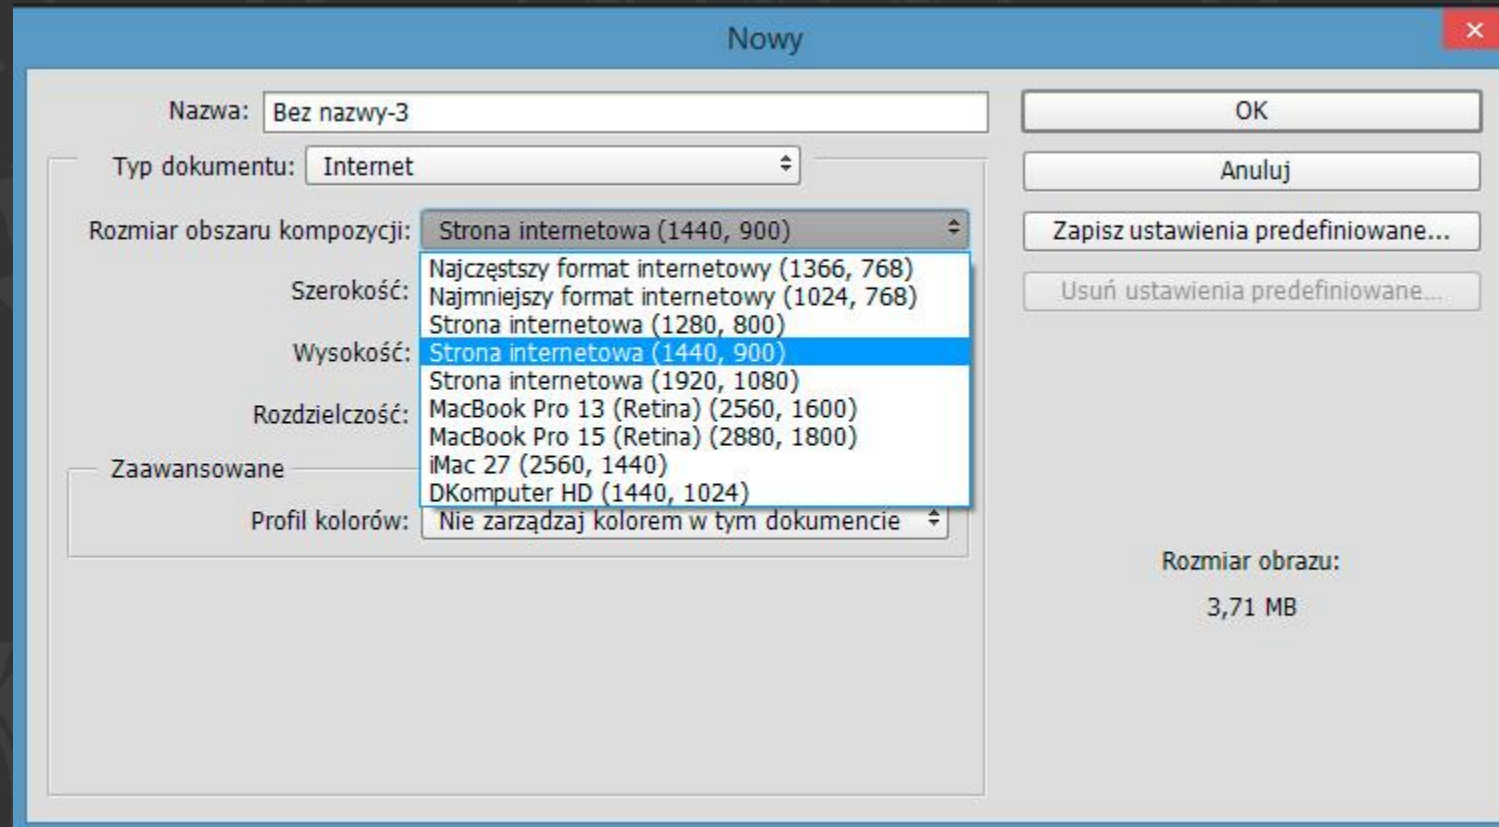 Nowy
Nazwa: Bez nazwy-3
OK
Typ dokumentu: Internet
Anuluj
Rozmiar obszaru kompozycji: Strona internetowa (1440, 900)
Zapisz ustawienia predefiniowane...
Najczęstszy format internetowy (1366, 768)
Szerokość:
Najmniejszy format internetowy (1024, 768)
Usuń ustawienia predefiniowane...
Strona internetowa (1280, 800)
Wysokość:
Strona internetowa (1440, 900)
Strona internetowa (1920, 1080)
Rozdzielczość:
MacBook Pro 13 (Retina) (2560, 1600)
MacBook Pro 15 (Retina) (2880, 1800)
Zaawansowane
iMac 27 (2560, 1440)
DKomputer HD (1440, 1024)
Profil kolorów: Nie zarządzaj kolorem w tym dokumencie
Rozmiar obrazu:
3,71 MB